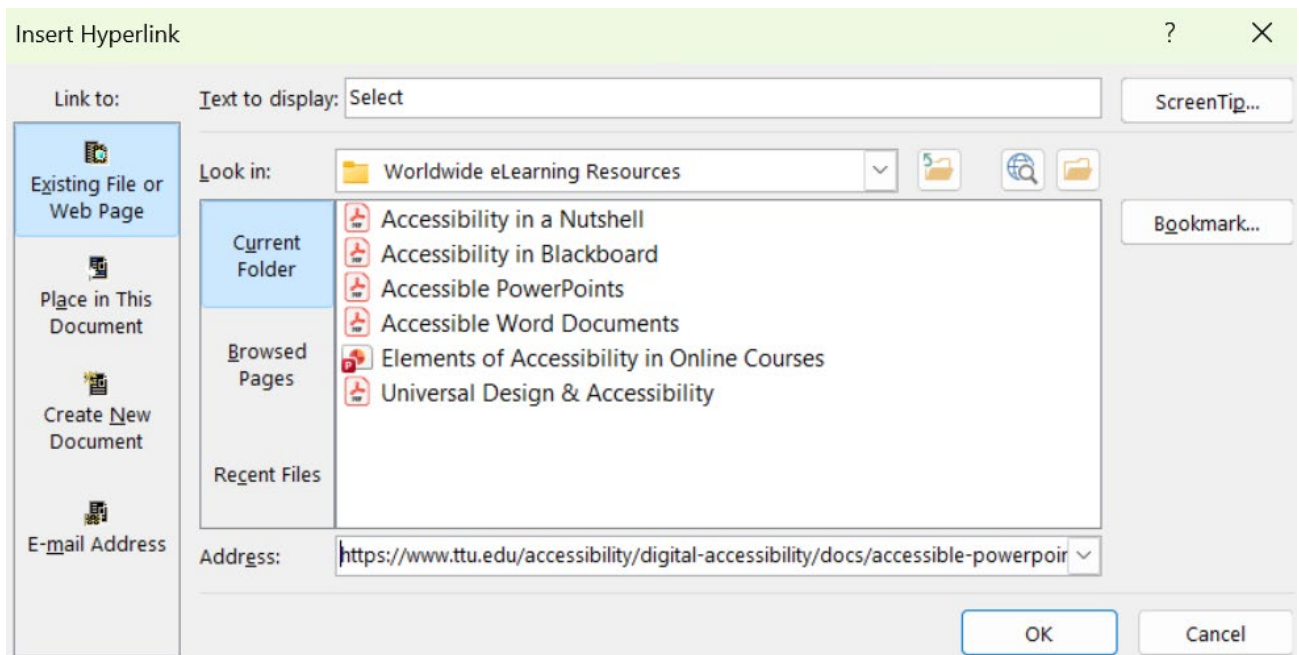 Insert Hyperlink ? ✕
Link to:
Text to display: Select
ScreenTip...
Existing File or
Web Page
Place in This
Document
Create New
Document
E-mail Address
Look in: Worldwide eLearning Resources
Current
Folder
Browsed
Pages
Recent Files
Accessibility in a Nutshell
Accessibility in Blackboard
Accessible PowerPoints
Accessible Word Documents
Elements of Accessibility in Online Courses
Universal Design & Accessibility
Bookmark...
Address: https://www.ttu.edu/accessibility/digital-accessibility/docs/accessible-powerpoin
OK
Cancel